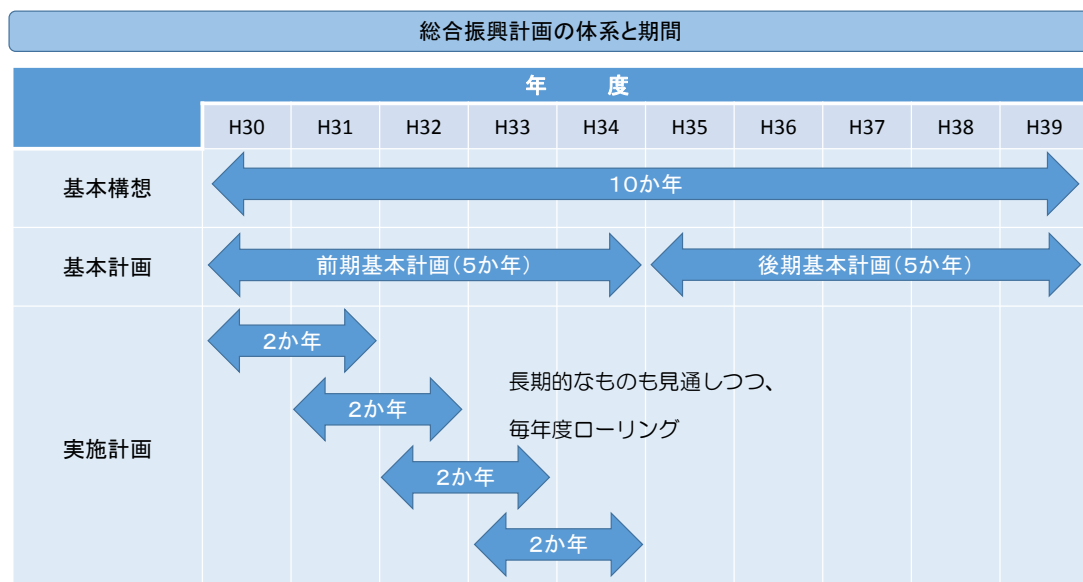 総合振興計画の体系と期間
年　　度
H30 H31 H32 H33 H34 H35 H36 H37 H38 H39
基本構想
10か年
基本計画
前期基本計画(5か年)
後期基本計画(5か年)
実施計画
2か年
2か年
2か年
2か年
長期的なものも見通しつつ、
毎年度ローリング